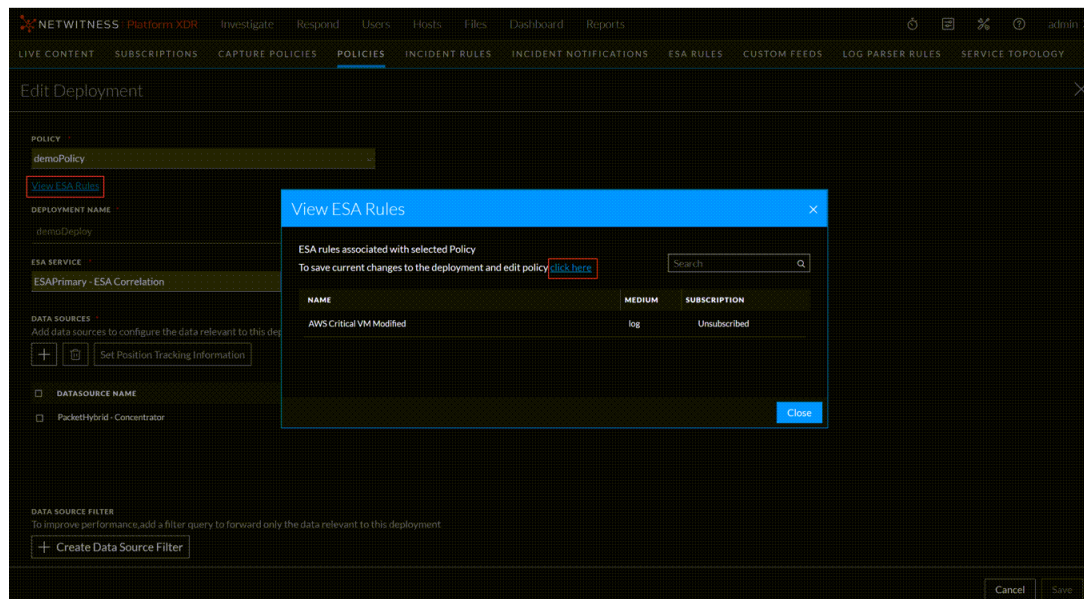 NETWITNESS Platform XDR Investigate Respond Users Hosts Files Dashboard Reports admin
LIVE CONTENT SUBSCRIPTIONS CAPTURE POLICIES POLICIES INCIDENT RULES INCIDENT NOTIFICATIONS ESA RULES CUSTOM FEEDS LOG PARSER RULES SERVICE TOPOLOGY
Edit Deployment
POLICY *
demoPolicy
View ESA Rules
DEPLOYMENT NAME *
demoDeploy
ESA SERVICE *
ESAPrimary - ESA Correlation
DATA SOURCES *
Add data sources to configure the data relevant to this dep
Set Position Tracking Information
DATASOURCE NAME
PacketHybrid - Concentrator
View ESA Rules
ESA rules associated with selected Policy
To save current changes to the deployment and edit policy click here
Search
NAME MEDIUM SUBSCRIPTION
AWS Critical VM Modified log Unsubscribed
Close
DATA SOURCE FILTER
To improve performance,add a filter query to forward only the data relevant to this deployment
Create Data Source Filter
Cancel Save